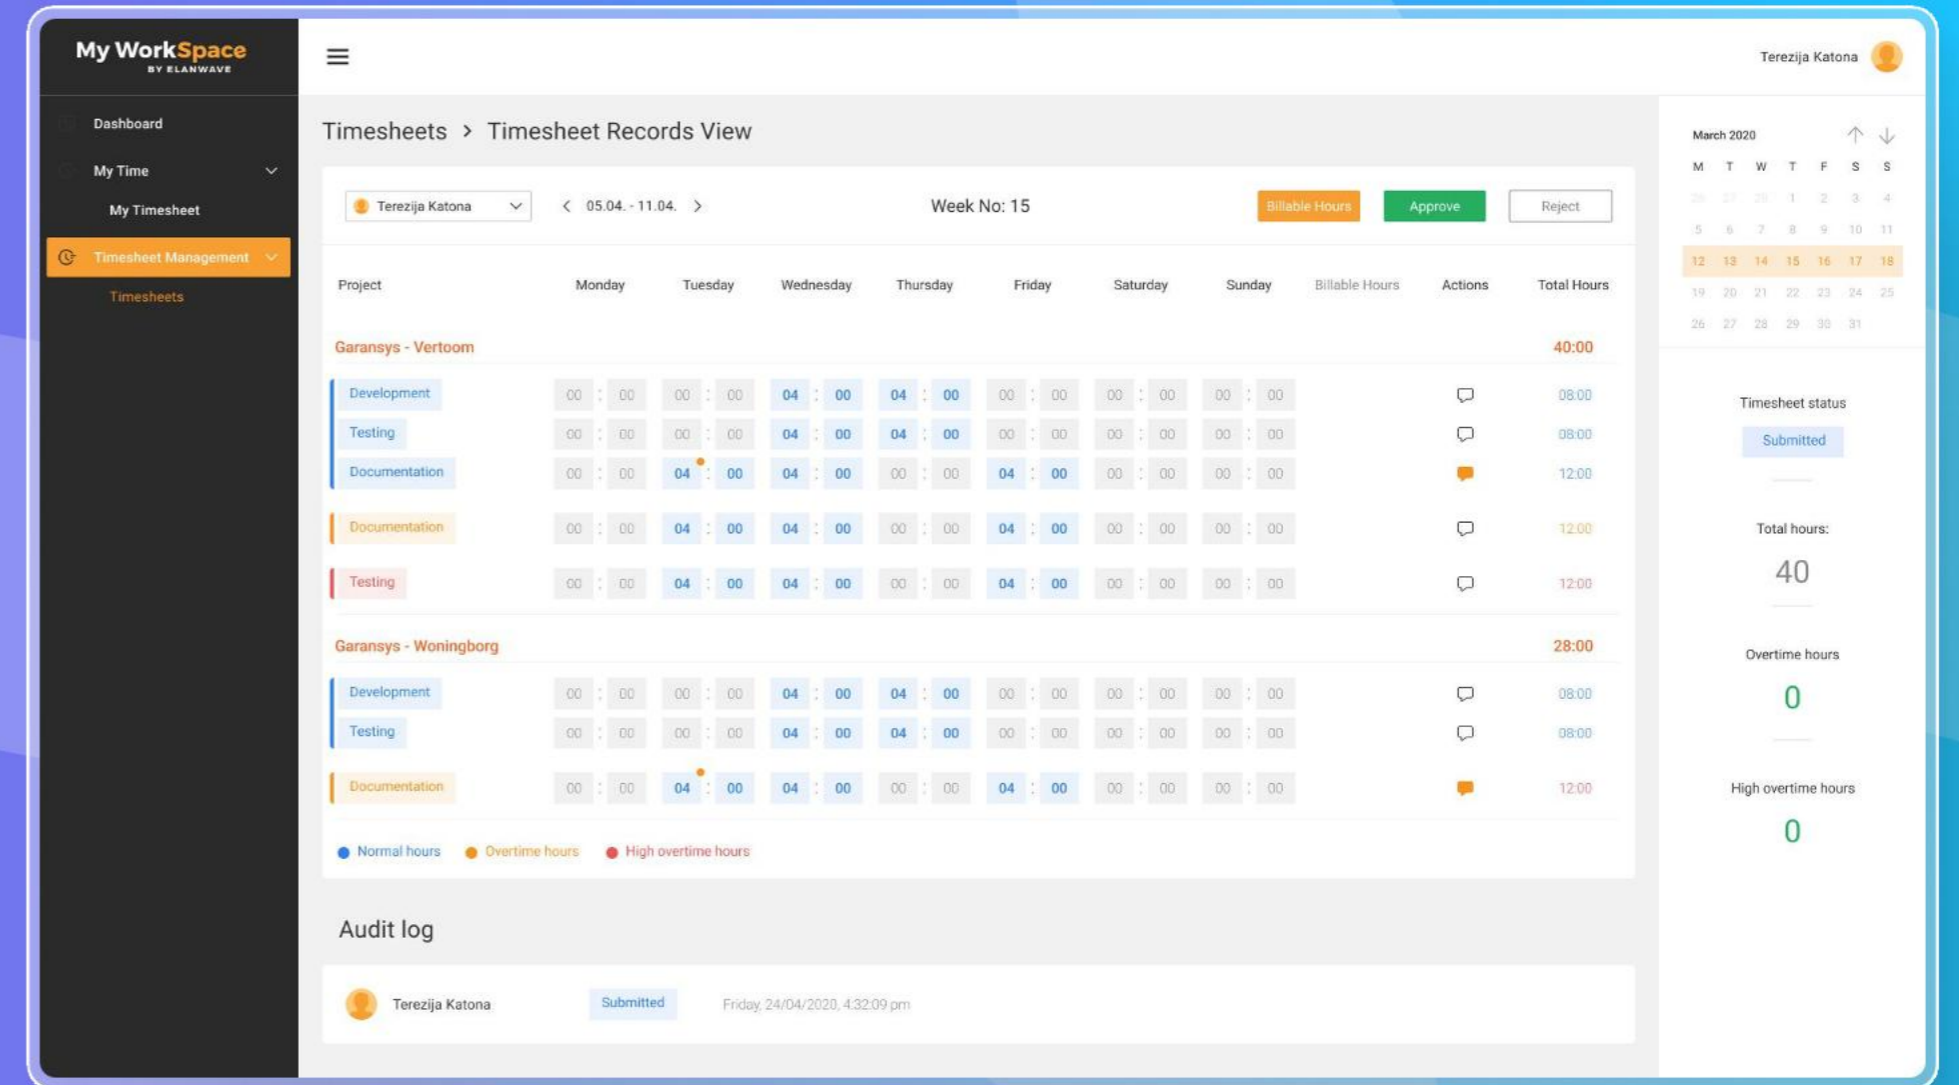 My WorkSpace
BY ELANWAVE
Terezija Katona
Dashboard
My Time
My Timesheet
Timesheet Management
Timesheets
Timesheets > Timesheet Records View
Terezija Katona < 05.04. - 11.04. > Week No: 15 Billable Hours Approve Reject
Project Monday Tuesday Wednesday Thursday Friday Saturday Sunday Billable Hours Actions Total Hours
Garansys - Vertoom 40:00
Development 00 : 00 00 : 00 04 : 00 04 : 00 00 : 00 00 : 00 00 : 00 08:00
Testing 00 : 00 00 : 00 04 : 00 04 : 00 00 : 00 00 : 00 00 : 00 08:00
Documentation 00 : 00 04 : 00 04 : 00 00 : 00 04 : 00 00 : 00 00 : 00 12:00
Documentation 00 : 00 04 : 00 04 : 00 00 : 00 04 : 00 00 : 00 00 : 00 12:00
Testing 00 : 00 04 : 00 04 : 00 00 : 00 04 : 00 00 : 00 00 : 00 12:00
Garansys - Woningborg 28:00
Development 00 : 00 00 : 00 04 : 00 04 : 00 00 : 00 00 : 00 00 : 00 08:00
Testing 00 : 00 00 : 00 04 : 00 04 : 00 00 : 00 00 : 00 00 : 00 08:00
Documentation 00 : 00 04 : 00 04 : 00 00 : 00 04 : 00 00 : 00 00 : 00 12:00
Normal hours Overtime hours High overtime hours
Audit log
Terezija Katona Submitted Friday, 24/04/2020, 4:32:09 pm
March 2020
M T W T F S S
1 2 3 4
5 6 7 8 9 10 11
12 13 14 15 16 17 18
19 20 21 22 23 24 25
26 27 28 29 30 31
Timesheet status
Submitted
Total hours:
40
Overtime hours
0
High overtime hours
0